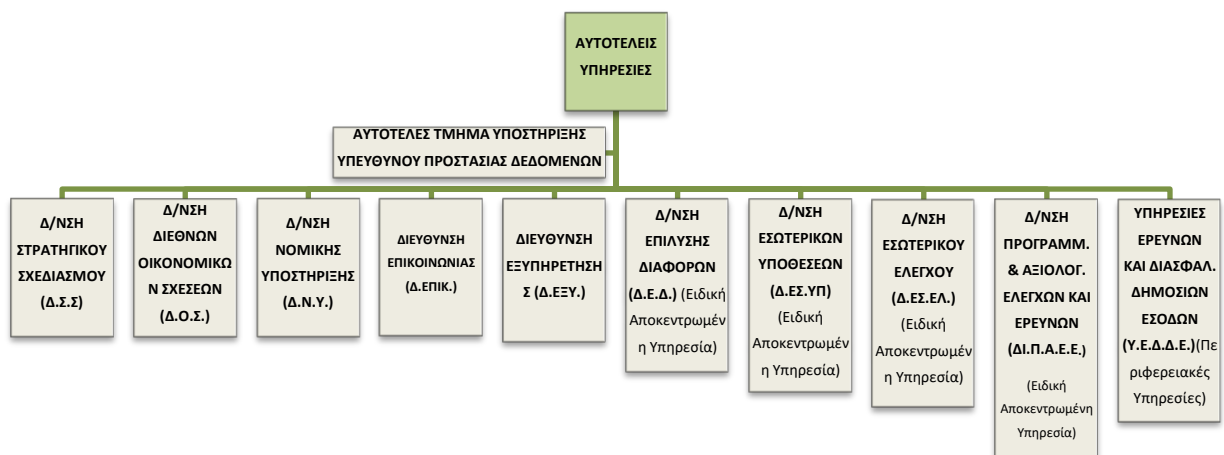 ΑΥΤΟΤΕΛΕΙΣ
ΥΠΗΡΕΣΙΕΣ
ΑΥΤΟΤΕΛΕΣ ΤΜΗΜΑ ΥΠΟΣΤΗΡΙΞΗΣ
ΥΠΕΥΘΥΝΟΥ ΠΡΟΣΤΑΣΙΑΣ ΔΕΔΟΜΕΝΩΝ
Δ/ΝΣΗ
ΣΤΡΑΤΗΓΙΚΟΥ
ΣΧΕΔΙΑΣΜΟΥ
(Δ.Σ.Σ)
Δ/ΝΣΗ
ΔΙΕΘΝΩΝ
ΟΙΚΟΝΟΜΙΚΩ
Ν ΣΧΕΣΕΩΝ
(Δ.Ο.Σ.)
Δ/ΝΣΗ
ΝΟΜΙΚΗΣ
ΥΠΟΣΤΗΡΙΞΗΣ
(Δ.Ν.Υ.)
ΔΙΕΥΘΥΝΣΗ
ΕΠΙΚΟΙΝΩΝΙΑΣ
(Δ.ΕΠΙΚ.)
ΔΙΕΥΘΥΝΣΗ
ΕΞΥΠΗΡΕΤΗΣΗ
Σ (Δ.ΕΞΥ.)
Δ/ΝΣΗ
ΕΠΙΛΥΣΗΣ
ΔΙΑΦΟΡΩΝ
(Δ.Ε.Δ.) (Ειδική
Αποκεντρωμέν
η Υπηρεσία)
Δ/ΝΣΗ
ΕΣΩΤΕΡΙΚΩΝ
ΥΠΟΘΕΣΕΩΝ
(Δ.ΕΣ.ΥΠ)
(Ειδική
Αποκεντρωμέν
η Υπηρεσία)
Δ/ΝΣΗ
ΕΣΩΤΕΡΙΚΟΥ
ΕΛΕΓΧΟΥ
(Δ.ΕΣ.ΕΛ.)
(Ειδική
Αποκεντρωμέν
η Υπηρεσία)
Δ/ΝΣΗ
ΠΡΟΓΡΑΜΜ.
& ΑΞΙΟΛΟΓ.
ΕΛΕΓΧΩΝ ΚΑΙ
ΕΡΕΥΝΩΝ
(ΔΙ.Π.Α.Ε.Ε.)
(Ειδική
Αποκεντρωμένη
Υπηρεσία)
ΥΠΗΡΕΣΙΕΣ
ΕΡΕΥΝΩΝ
ΚΑΙ ΔΙΑΣΦΑΛ.
ΔΗΜΟΣΙΩΝ
ΕΣΟΔΩΝ
(Υ.Ε.Δ.Δ.Ε.)(Πε
ριφερειακές
Υπηρεσίες)